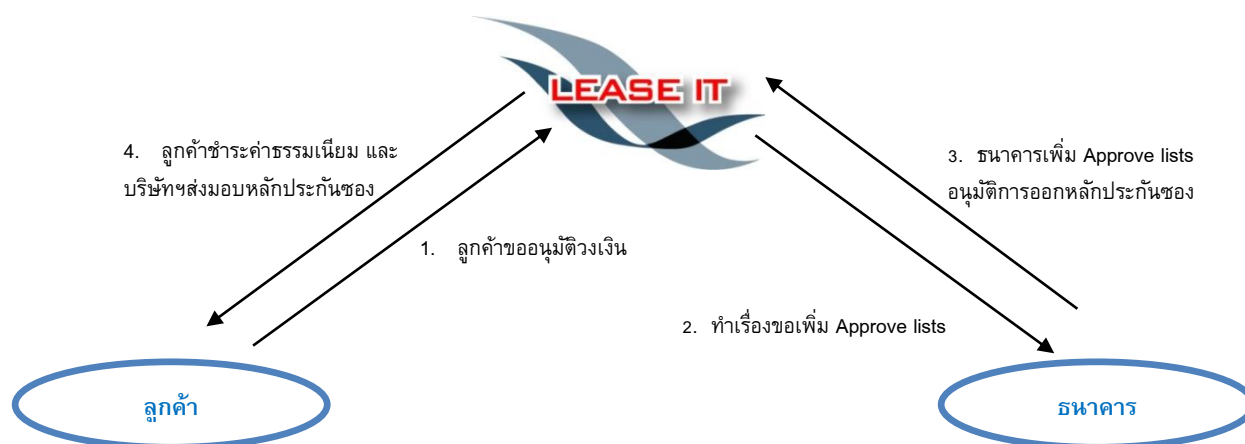 LEASE IT
4. ลูกค้าชำระค่าธรรมเนียม และ
บริษัทฯส่งมอบหลักประกันซอง
3. ธนาคารเพิ่ม Approve lists
อนุมัติการออกหลักประกันซอง
1. ลูกค้าขออนุมัติวงเงิน
2. ทำเรื่องขอเพิ่ม Approve lists
ลูกค้า
ธนาคาร